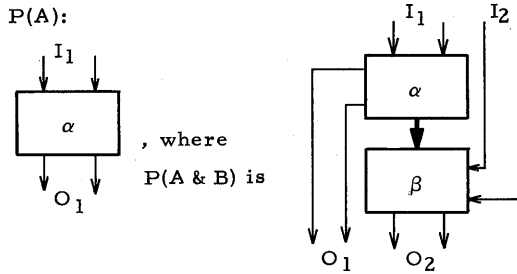 P(A):
I1
α
O1
, where
P(A & B) is
I1
I2
α
β
O1
O2